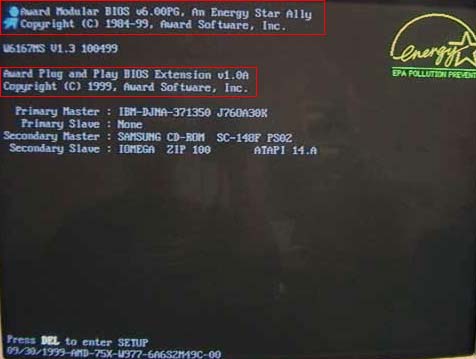 Award Modular BIOS v6.00PG, An Energy Star Ally
Copyright (C) 1984-99, Award Software, Inc.
W6167MS V1.3 100499
Award Plug and Play BIOS Extension v1.0A
Copyright (C) 1999, Award Software, Inc.
Primary Master : IBM-DJNA-371350 J76OA30K
Primary Slave : None
Secondary Master : SAMSUNG CD-ROM SC-148F PS02
Secondary Slave : IOMEGA ZIP 100 ATAPI 14.A
energy
EPA POLLUTION PREVENT
Press DEL to enter SETUP
09/30/1999-AMD-75X-W977-6A6S2M49C-00